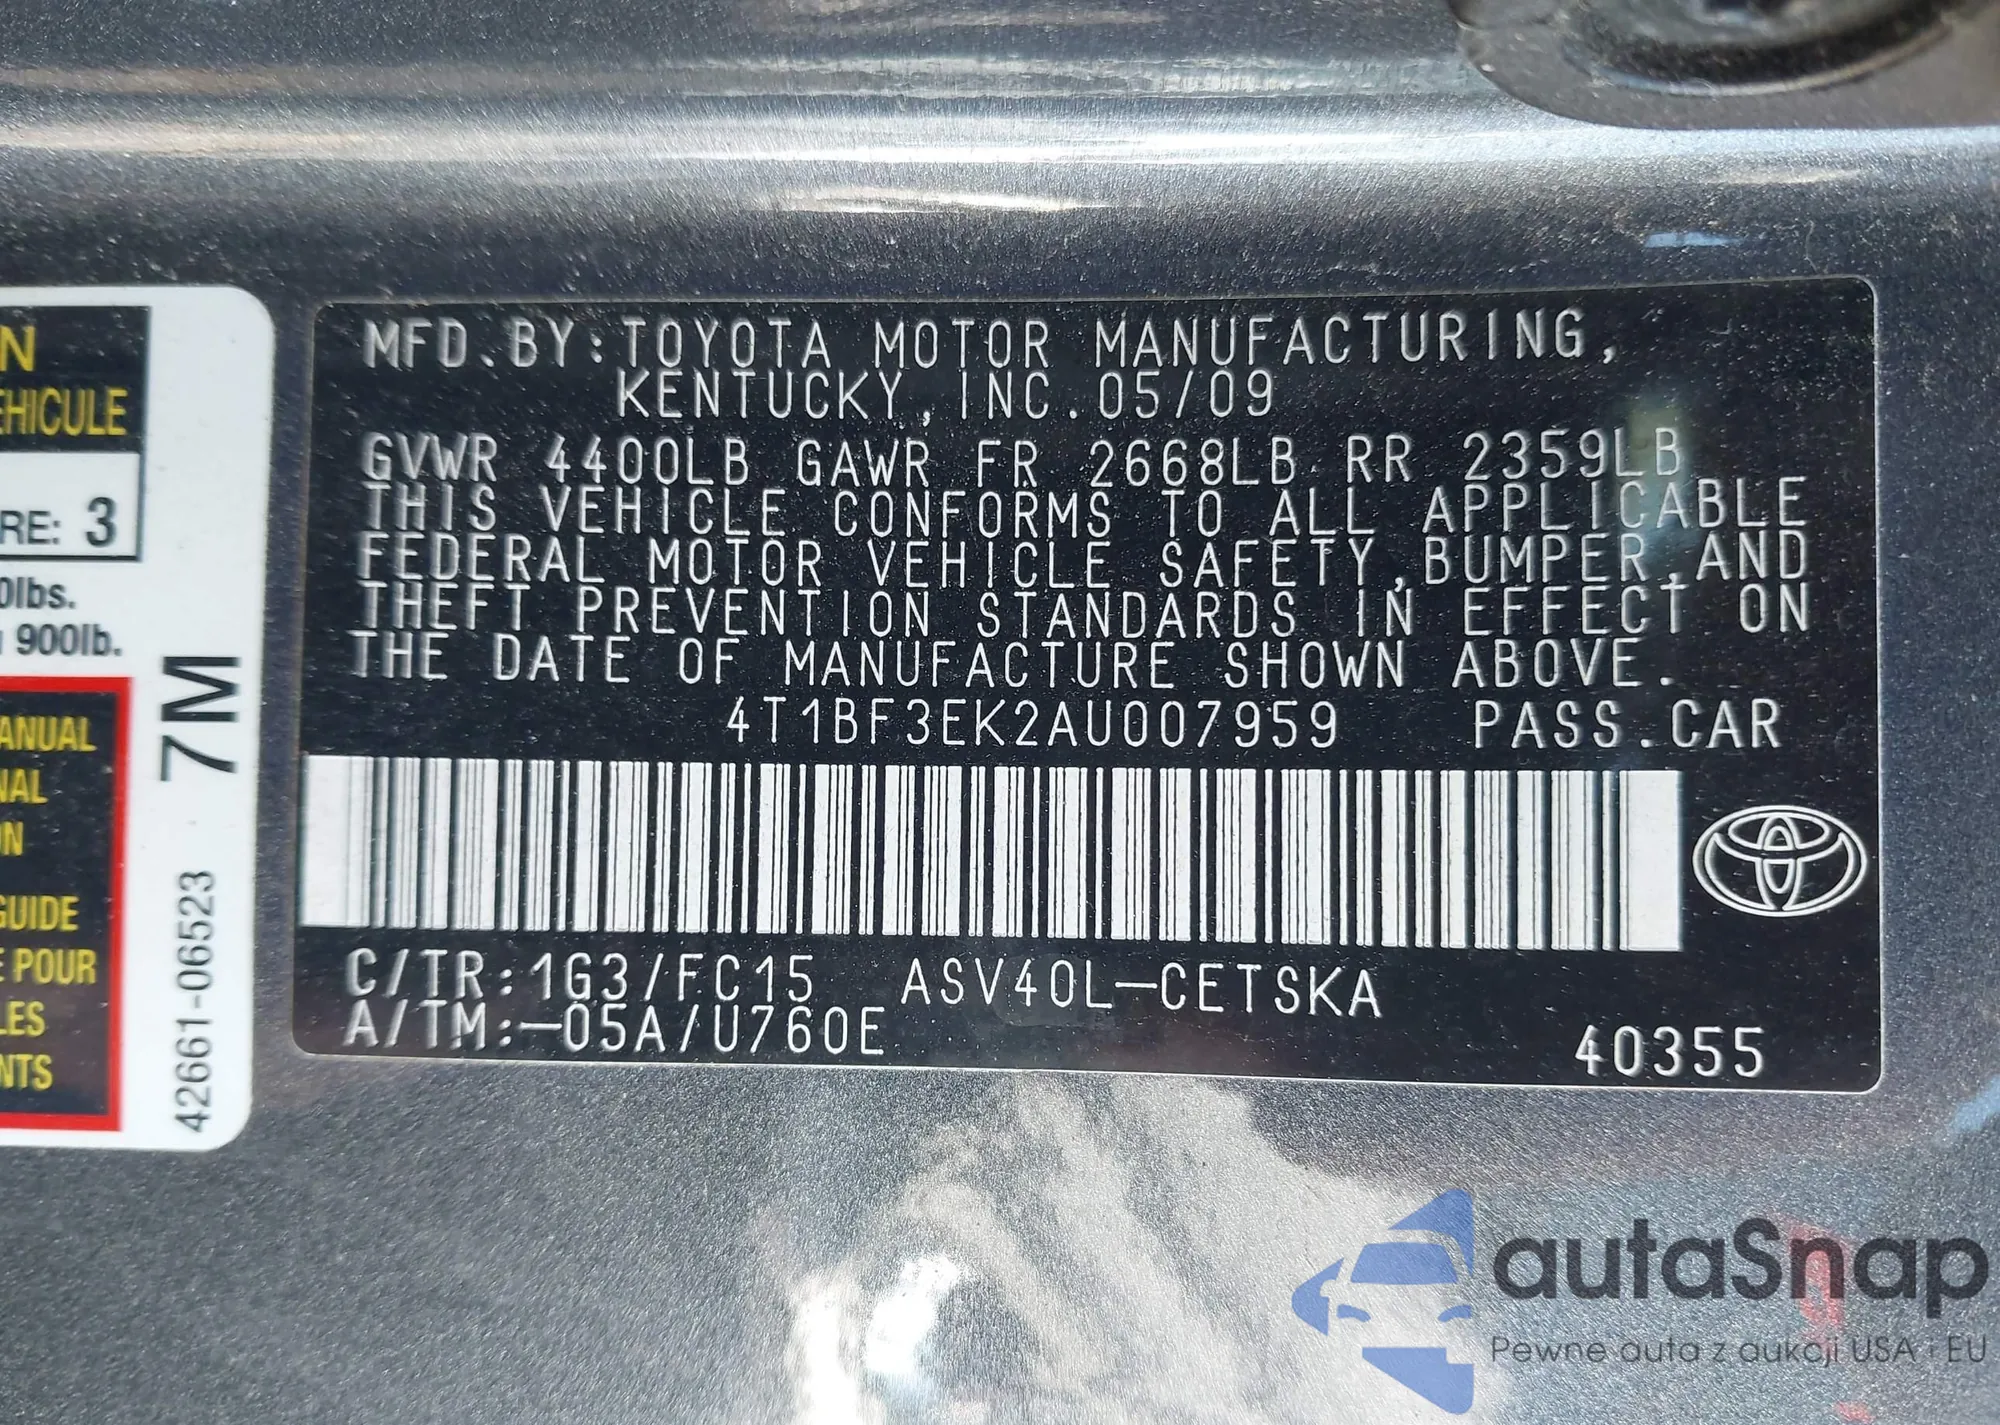 MFD.BY:TOYOTA MOTOR MANUFACTURING,
KENTUCKY,INC.05/09
GVWR 4400LB GAWR FR 2668LB RR 2359LB
THIS VEHICLE CONFORMS TO ALL APPLICABLE
FEDERAL MOTOR VEHICLE SAFETY,BUMPER,AND
THEFT PREVENTION STANDARDS IN EFFECT ON
THE DATE OF MANUFACTURE SHOWN ABOVE.
4T1BF3EK2AU007959 PASS.CAR
C/TR:1G3/FC15 ASV40L-CETSKA
A/TM:-05A/U760E
40355
N
EHICULE
RE: 3
0lbs.
900lb.
ANUAL
NAL
ON
GUIDE
E POUR
LES
NTS
7M
42661-06523
autaSnap
Pewne auta z aukcji USA i EU